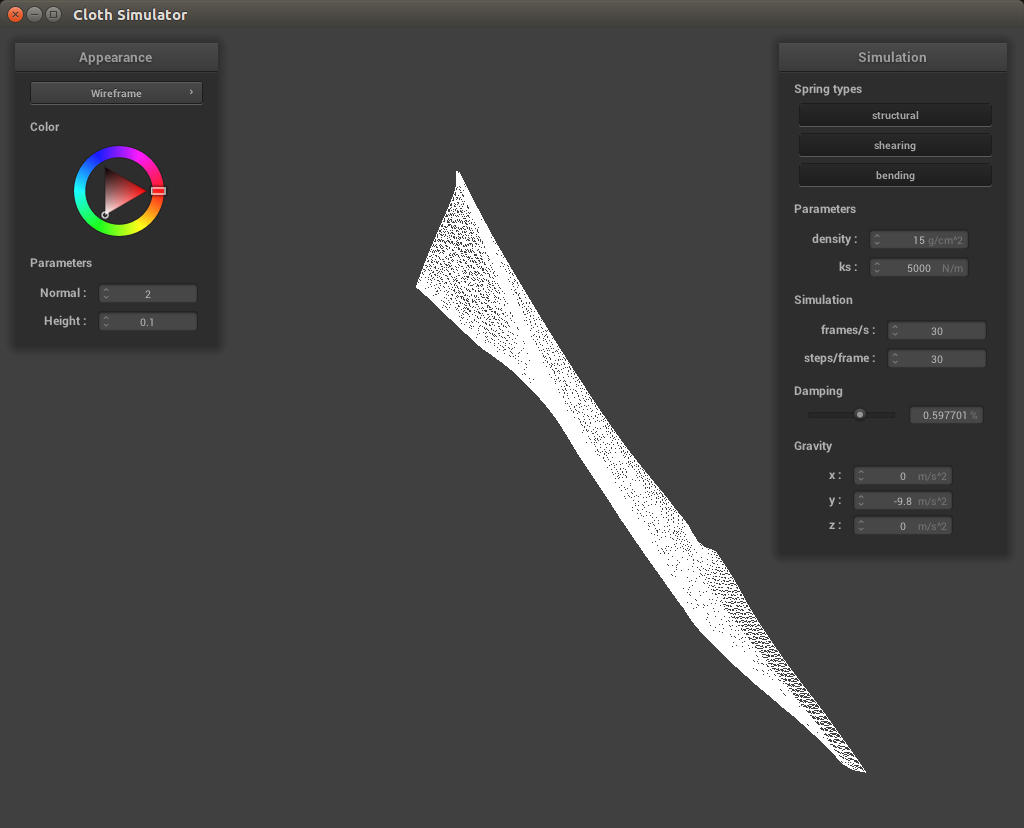 Cloth Simulator
Appearance
Wireframe
Color
Parameters
Normal : 2
Height : 0.1
Simulation
Spring types
structural
shearing
bending
Parameters
density : 15 g/cm^2
ks : 5000 N/m
Simulation
frames/s : 30
steps/frame : 30
Damping
0.597701 %
Gravity
x : 0 m/s^2
y : -9.8 m/s^2
z : 0 m/s^2